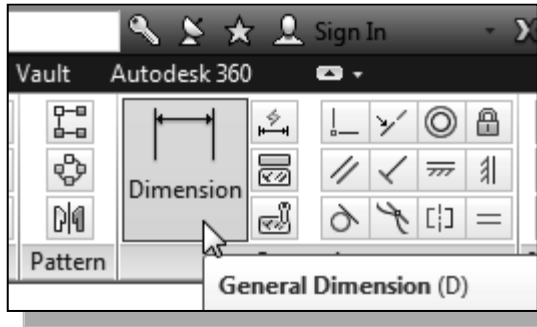 Sign In
Vault Autodesk 360
Dimension
Pattern
General Dimension (D)